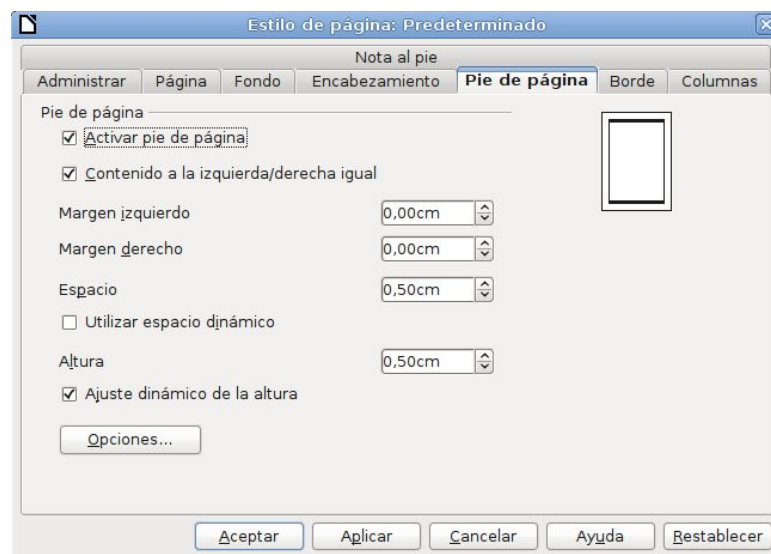 Estilo de página: Predeterminado
Nota al pie
Administrar Página Fondo Encabezamiento Pie de página Borde Columnas
Pie de página
Activar pie de página
Contenido a la izquierda/derecha igual
Margen izquierdo 0,00cm
Margen derecho 0,00cm
Espacio 0,50cm
Utilizar espacio dinámico
Altura 0,50cm
Ajuste dinámico de la altura
Opciones...
Aceptar Aplicar Cancelar Ayuda Restablecer